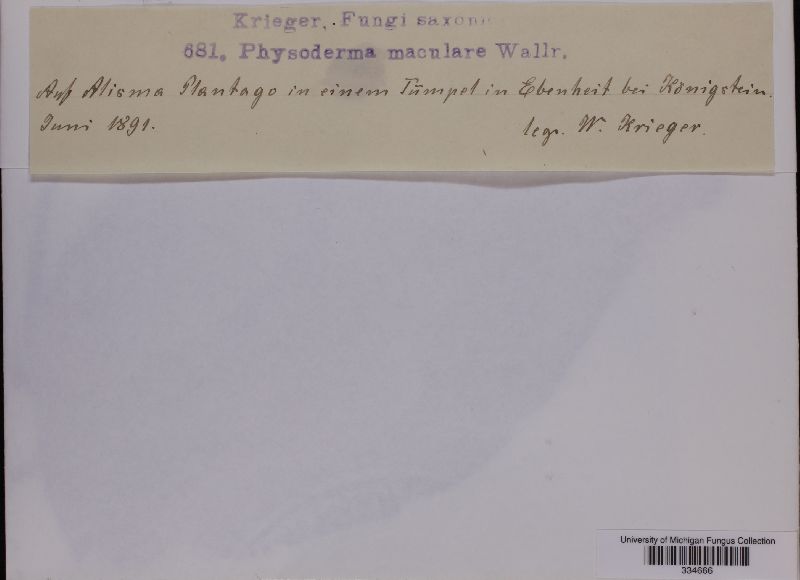 Krieger, Fungi saxoni
681. Physoderma maculare Wallr.
Auf Alisma Plantago in einem Tümpel in Ebenheit bei Königstein.
Juni 1891.
leg. W. Krieger.
University of Michigan Fungus Collection
334666